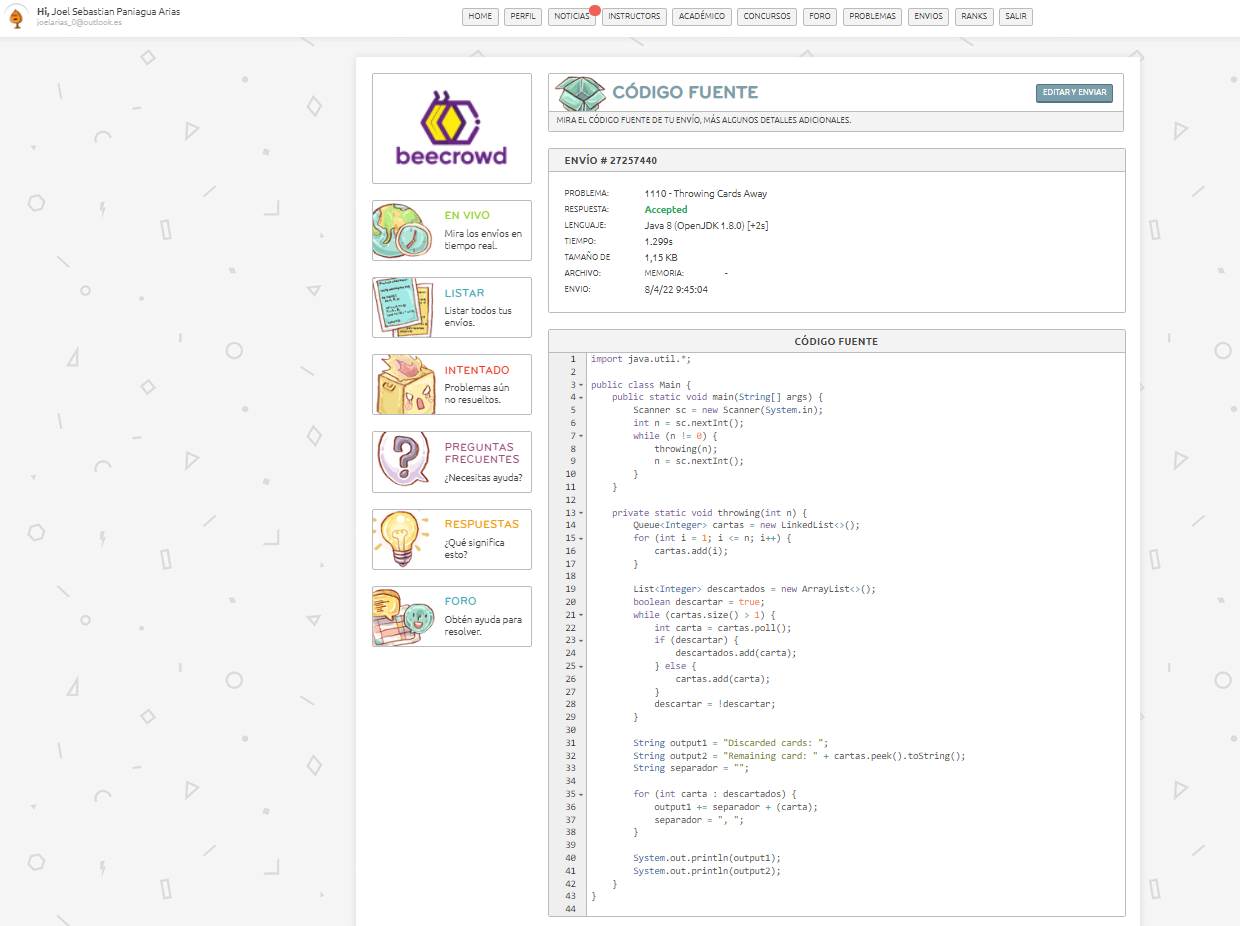 Hi, Joel Sebastian Paniagua Arias
joelarias_0@outlook.es
HOME PERFIL NOTICIAS INSTRUCTORS ACADÉMICO CONCURSOS FORO PROBLEMAS ENVIOS RANKS SALIR
beecrowd
EN VIVO
Mira los envíos en
tiempo real.
LISTAR
Listar todos tus
envíos.
INTENTADO
Problemas aún
no resueltos.
PREGUNTAS
FRECUENTES
¿Necesitas ayuda?
RESPUESTAS
¿Qué significa
esto?
FORO
Obtén ayuda para
resolver.
CÓDIGO FUENTE
EDITAR Y ENVIAR
MIRA EL CÓDIGO FUENTE DE TU ENVÍO, MÁS ALGUNOS DETALLES ADICIONALES.
ENVÍO # 27257440
PROBLEMA: 1110 - Throwing Cards Away
RESPUESTA: Accepted
LENGUAJE: Java 8 (OpenJDK 1.8.0) [+2s]
TIEMPO: 1.299s
TAMAÑO DE 1,15 KB
ARCHIVO: MEMORIA: -
ENVIO: 8/4/22 9:45:04
CÓDIGO FUENTE
1 import java.util.*;
2
3 public class Main {
4     public static void main(String[] args) {
5         Scanner sc = new Scanner(System.in);
6         int n = sc.nextInt();
7         while (n != 0) {
8             throwing(n);
9             n = sc.nextInt();
10         }
11     }
12
13     private static void throwing(int n) {
14         Queue<Integer> cartas = new LinkedList<>();
15         for (int i = 1; i <= n; i++) {
16             cartas.add(i);
17         }
18
19         List<Integer> descartados = new ArrayList<>();
20         boolean descartar = true;
21         while (cartas.size() > 1) {
22             int carta = cartas.poll();
23             if (descartar) {
24                 descartados.add(carta);
25             } else {
26                 cartas.add(carta);
27             }
28             descartar = !descartar;
29         }
30
31         String output1 = "Discarded cards: ";
32         String output2 = "Remaining card: " + cartas.peek().toString();
33         String separador = "";
34
35         for (int carta : descartados) {
36             output1 += separador + (carta);
37             separador = ", ";
38         }
39
40         System.out.println(output1);
41         System.out.println(output2);
42     }
43 }
44